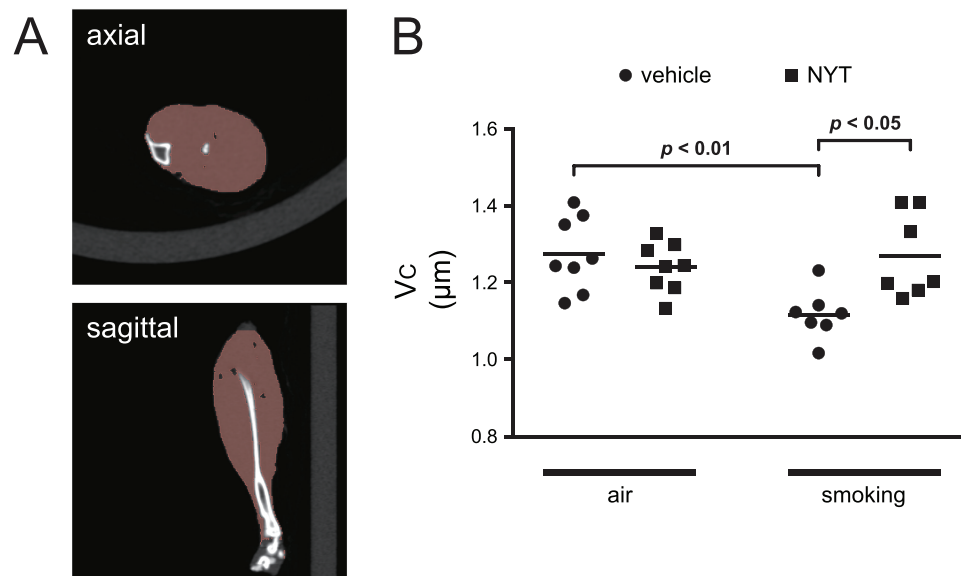 A
axial
sagittal
B
vehicle
NYT
p < 0.05
p < 0.01
1.6
1.4
1.2
1.0
0.8
Vc
(μm)
air
smoking